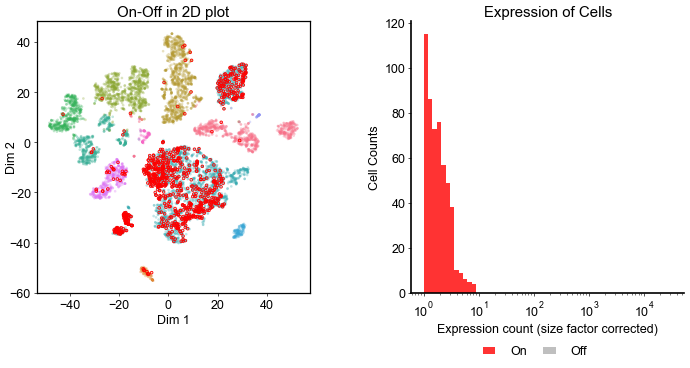 On-Off in 2D plot
Dim 2
40
20
0
−20
−40
−60
−40
−20
0
20
40
Dim 1
Expression of Cells
Cell Counts
120
100
80
60
40
20
0
10^0
10^1
10^2
10^3
10^4
Expression count (size factor corrected)
On
Off